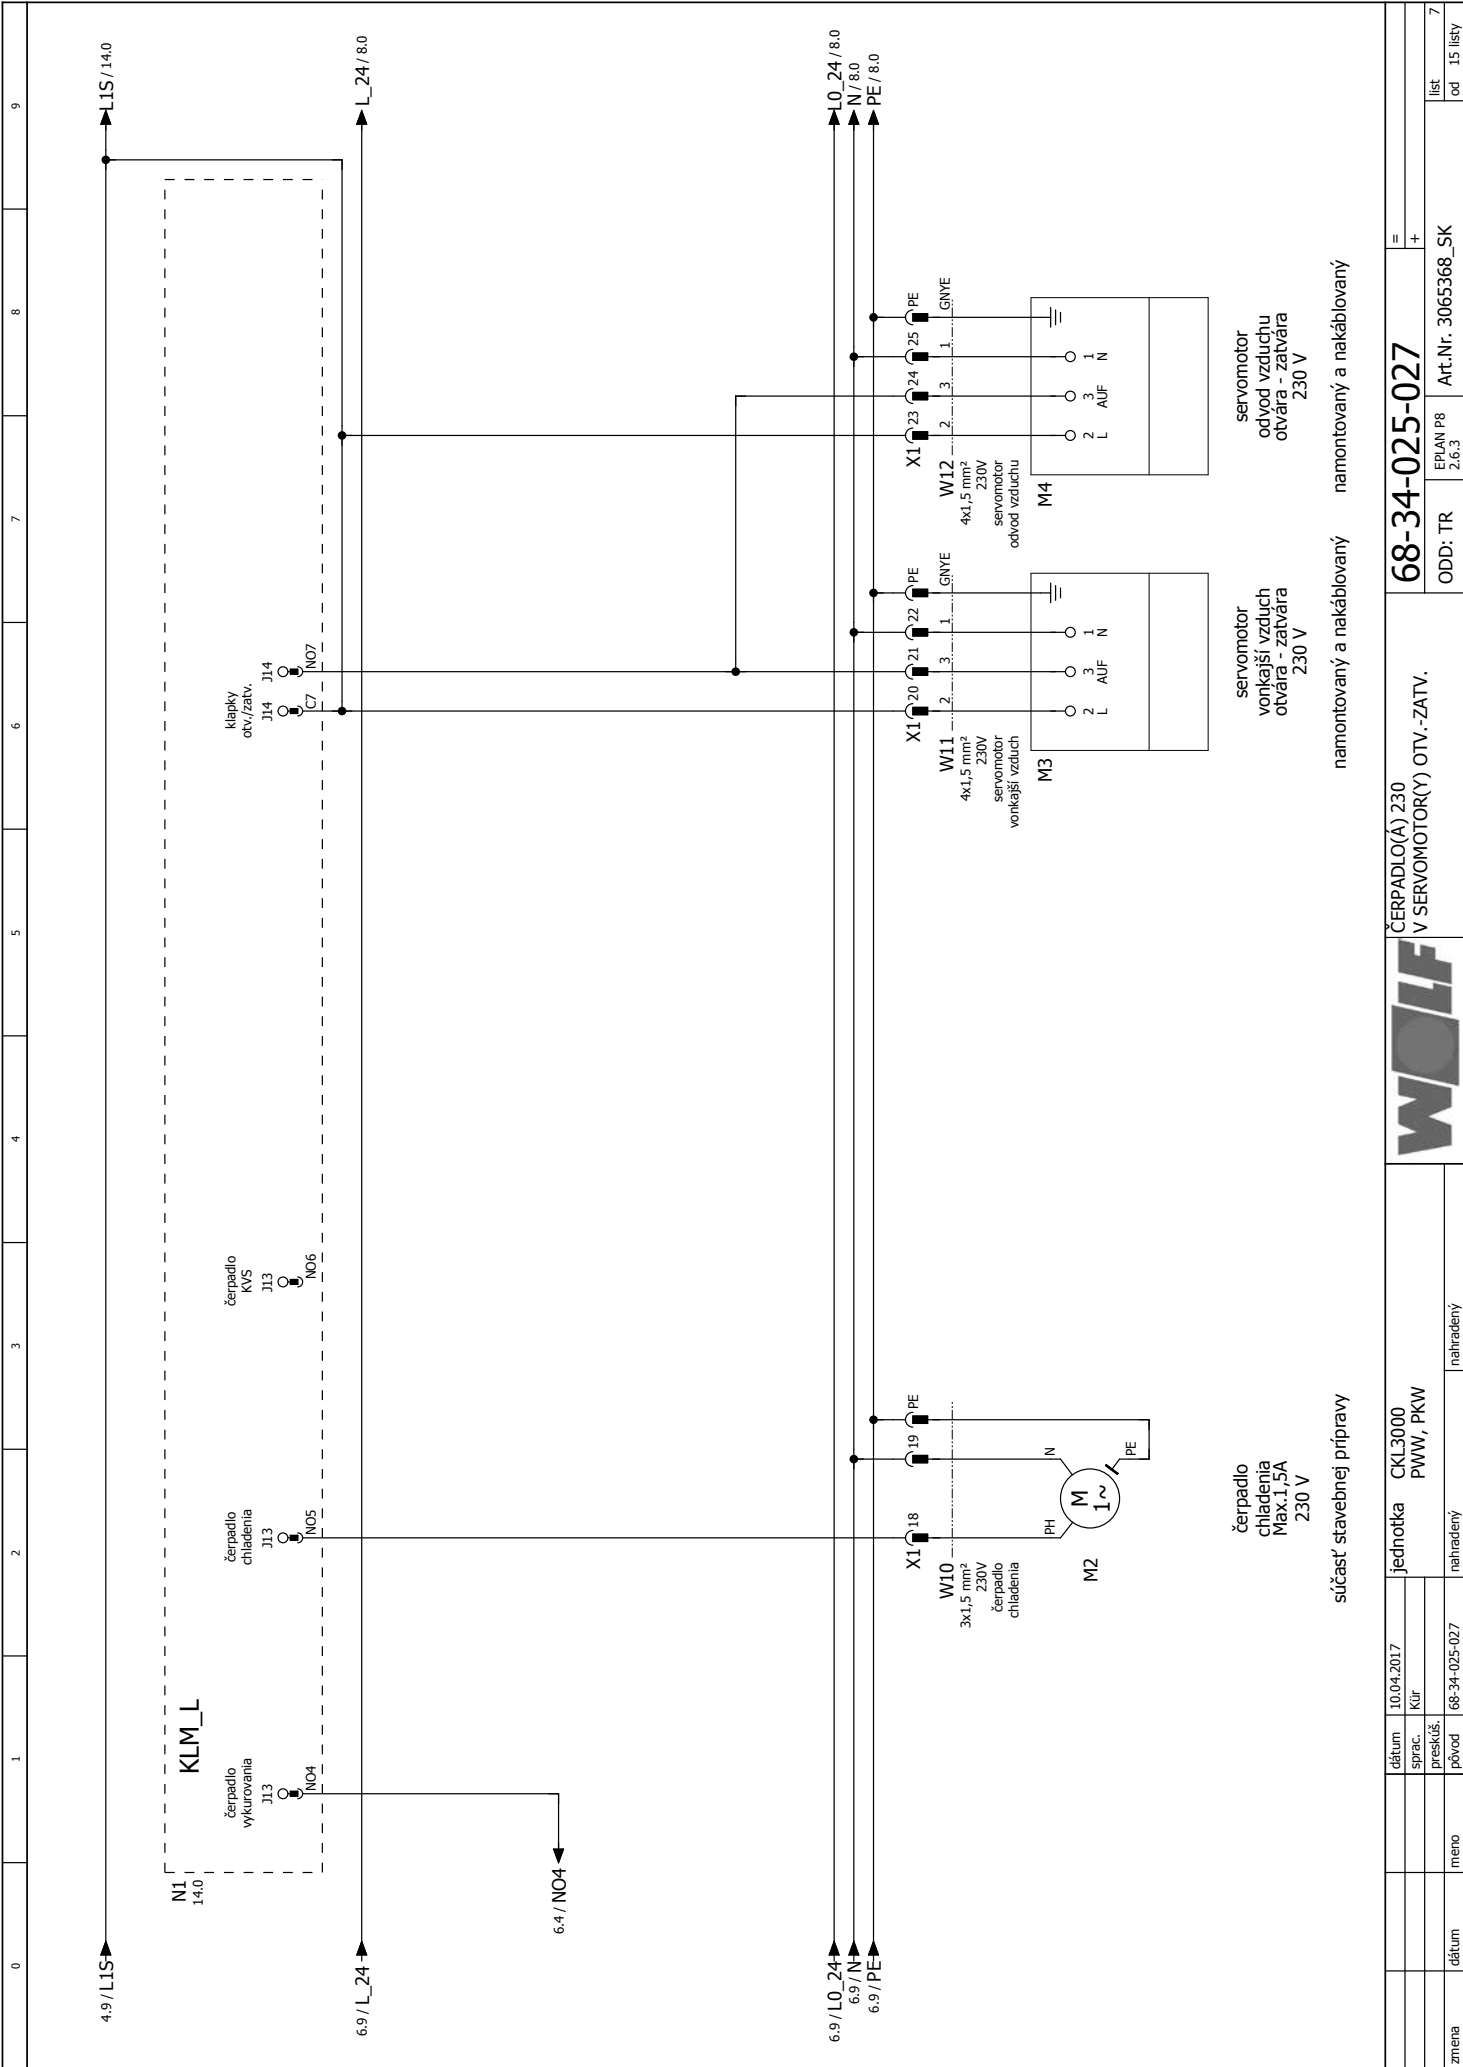 0
1
2
3
4
5
6
7
8
9
4.9 / L1S
L1S / 14.0
N1
14.0
KLM_L
čerpadlo
vykurovania
J13
NO4
čerpadlo
chladenia
J13
NO5
čerpadlo
KVS
J13
NO6
klapky
otv./zatv.
J14
J14
C7
NO7
6.9 / L_24
L_24 / 8.0
6.4 / NO4
6.9 / L0_24
L0_24 / 8.0
6.9 / N
N / 8.0
6.9 / PE
PE / 8.0
X1
18
19
PE
W10
3x1,5 mm²
230V
čerpadlo
chladenia
PH
N
M
1~
PE
M2
čerpadlo
chladenia
Max.1,5A
230 V
súčasť stavebnej prípravy
X1
20
21
22
PE
W11
2
3
1
GNYE
4x1,5 mm²
230V
servomotor
vonkajší vzduch
M3
2
3
1
L
AUF
N
servomotor
vonkajší vzduch
otvára - zatvára
230 V
namontovaný a nakáblovaný
X1
23
24
25
PE
W12
2
3
1
GNYE
4x1,5 mm²
230V
servomotor
odvod vzduchu
M4
2
3
1
L
AUF
N
servomotor
odvod vzduchu
otvára - zatvára
230 V
namontovaný a nakáblovaný
zmena
dátum
meno
dátum
10.04.2017
sprac.
Kür
preskúš.
pôvod
68-34-025-027
jednotka
CKL3000
PWW, PKW
nahradený
nahradený
WOLF
ČERPADLO(Á) 230
V SERVOMOTOR(Y) OTV.-ZATV.
68-34-025-027
=
+
ODD: TR
EPLAN P8
2.6.3
Art.Nr. 3065368_SK
list
7
od
15 listy